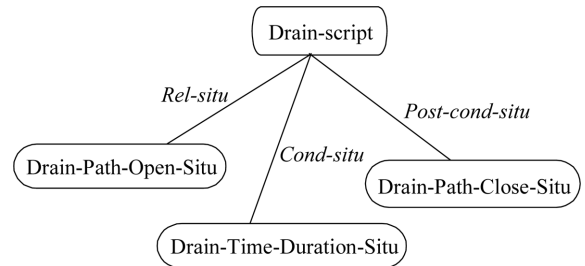 Drain-script
Rel-situ
Post-cond-situ
Cond-situ
Drain-Path-Open-Situ
Drain-Path-Close-Situ
Drain-Time-Duration-Situ